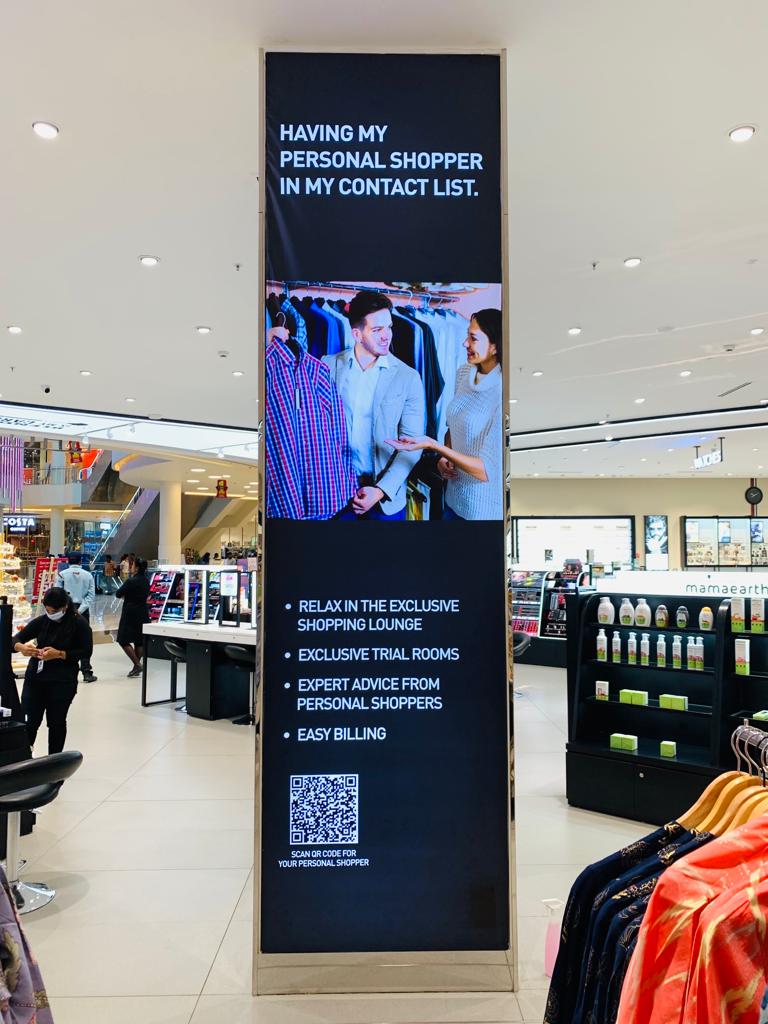 HAVING MY
PERSONAL SHOPPER
IN MY CONTACT LIST.
• RELAX IN THE EXCLUSIVE
SHOPPING LOUNGE
• EXCLUSIVE TRIAL ROOMS
• EXPERT ADVICE FROM
PERSONAL SHOPPERS
• EASY BILLING
SCAN QR CODE FOR
YOUR PERSONAL SHOPPER
COSTA
mamaearth